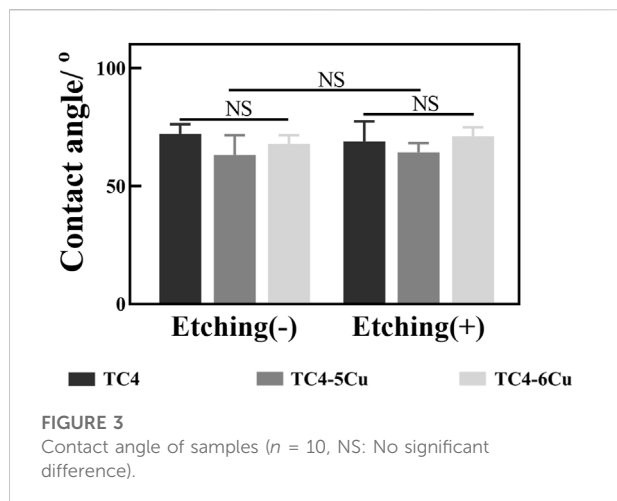 Contact angle/ °
100
50
0
NS
NS
NS
Etching(-) Etching(+)
TC4 TC4-5Cu TC4-6Cu
FIGURE 3
Contact angle of samples (n = 10, NS: No significant
difference).